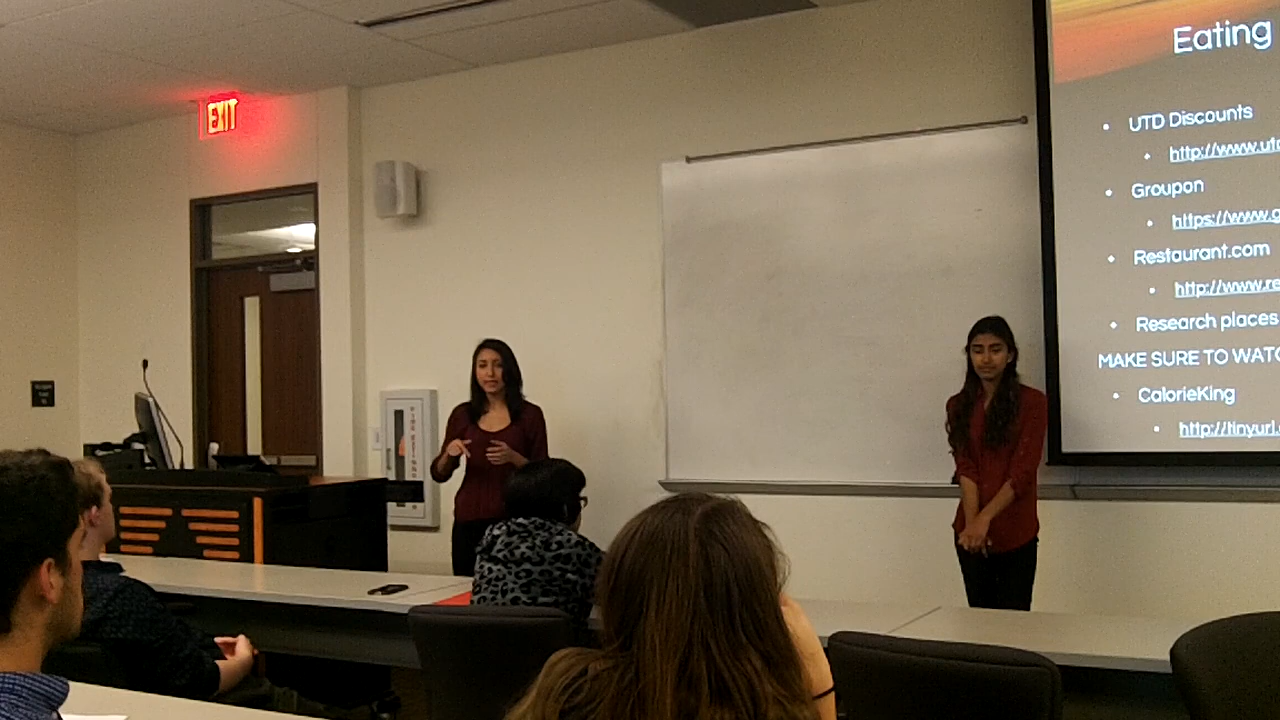 EXIT
Eating
• UTD Discounts
• http://www.utd
• Groupon
• https://www.g
• Restaurant.com
• http://www.re
• Research places
MAKE SURE TO WATC
• CalorieKing
• http://tinyurl.